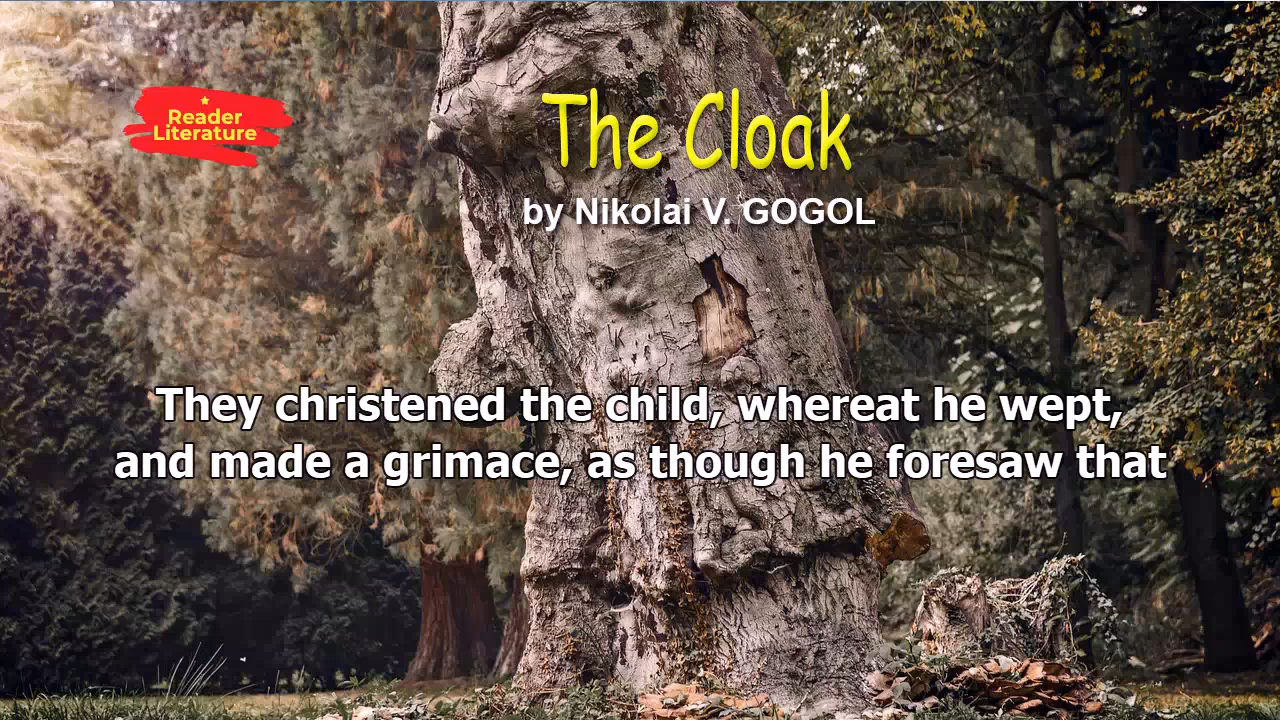 Reader
Literature
The Cloak
by Nikolai V. GOGOL
They christened the child, whereat he wept,
and made a grimace, as though he foresaw that